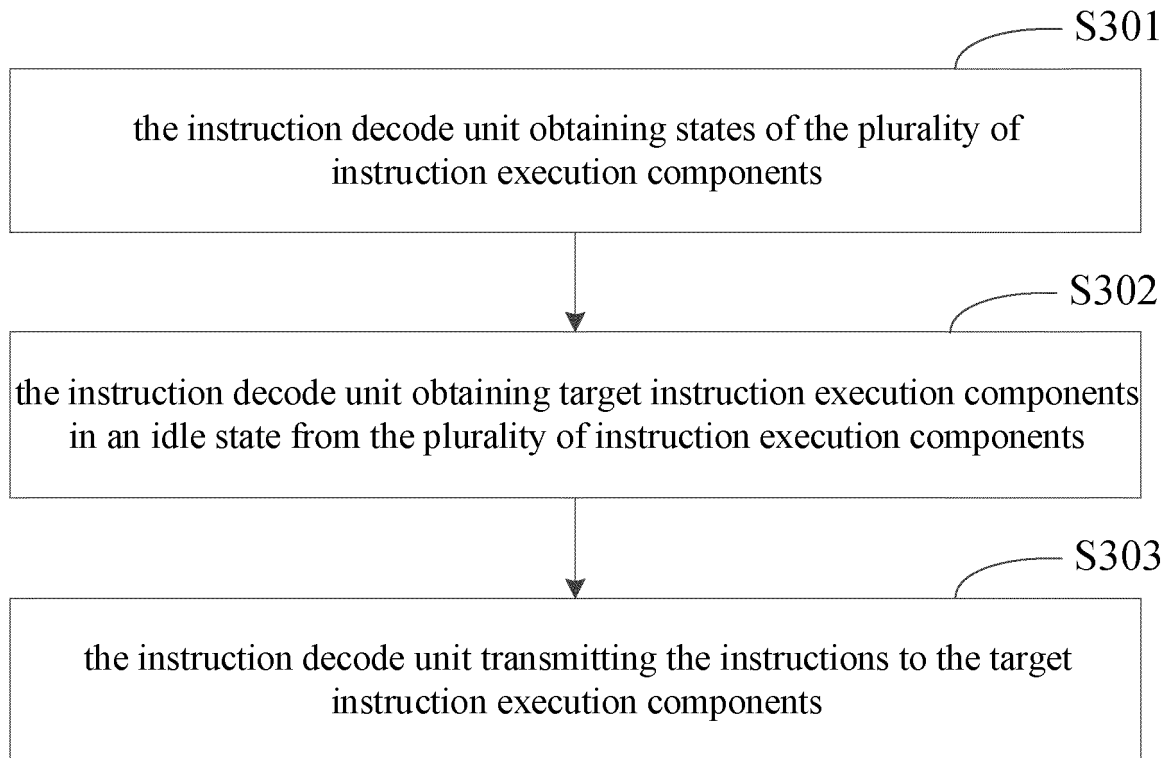 S301
the instruction decode unit obtaining states of the plurality of
instruction execution components
S302
the instruction decode unit obtaining target instruction execution components
in an idle state from the plurality of instruction execution components
S303
the instruction decode unit transmitting the instructions to the target
instruction execution components